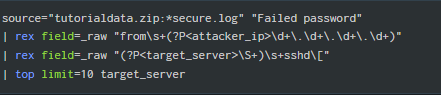 source="tutorialdata.zip:*secure.log" "Failed password"
| rex field=_raw "from\s+(?P<attacker_ip>\d+\.\d+\.\d+\.\d+)"
| rex field=_raw "(?P<target_server>\S+)\s+sshd\["
| top limit=10 target_server